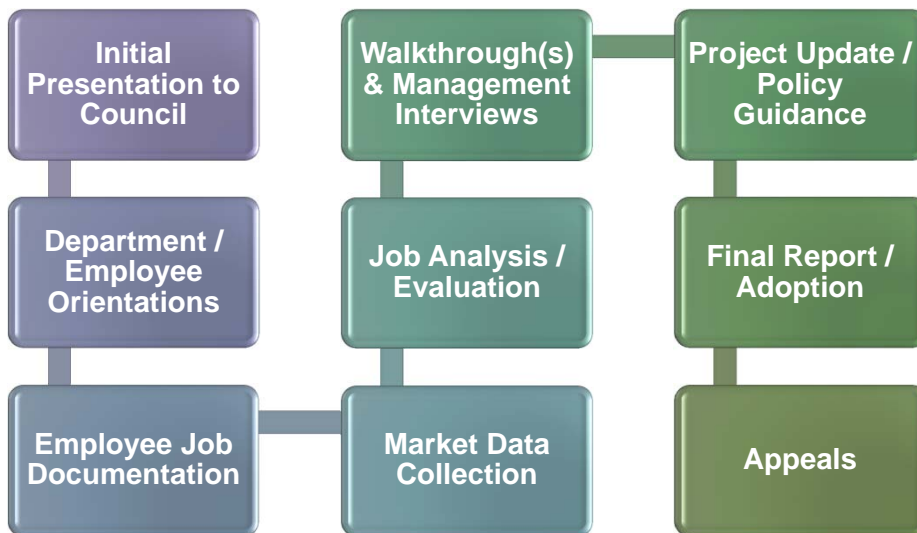 Initial
Presentation to
Council
Department /
Employee
Orientations
Employee Job
Documentation
Market Data
Collection
Job Analysis /
Evaluation
Walkthrough(s)
& Management
Interviews
Project Update /
Policy
Guidance
Final Report /
Adoption
Appeals